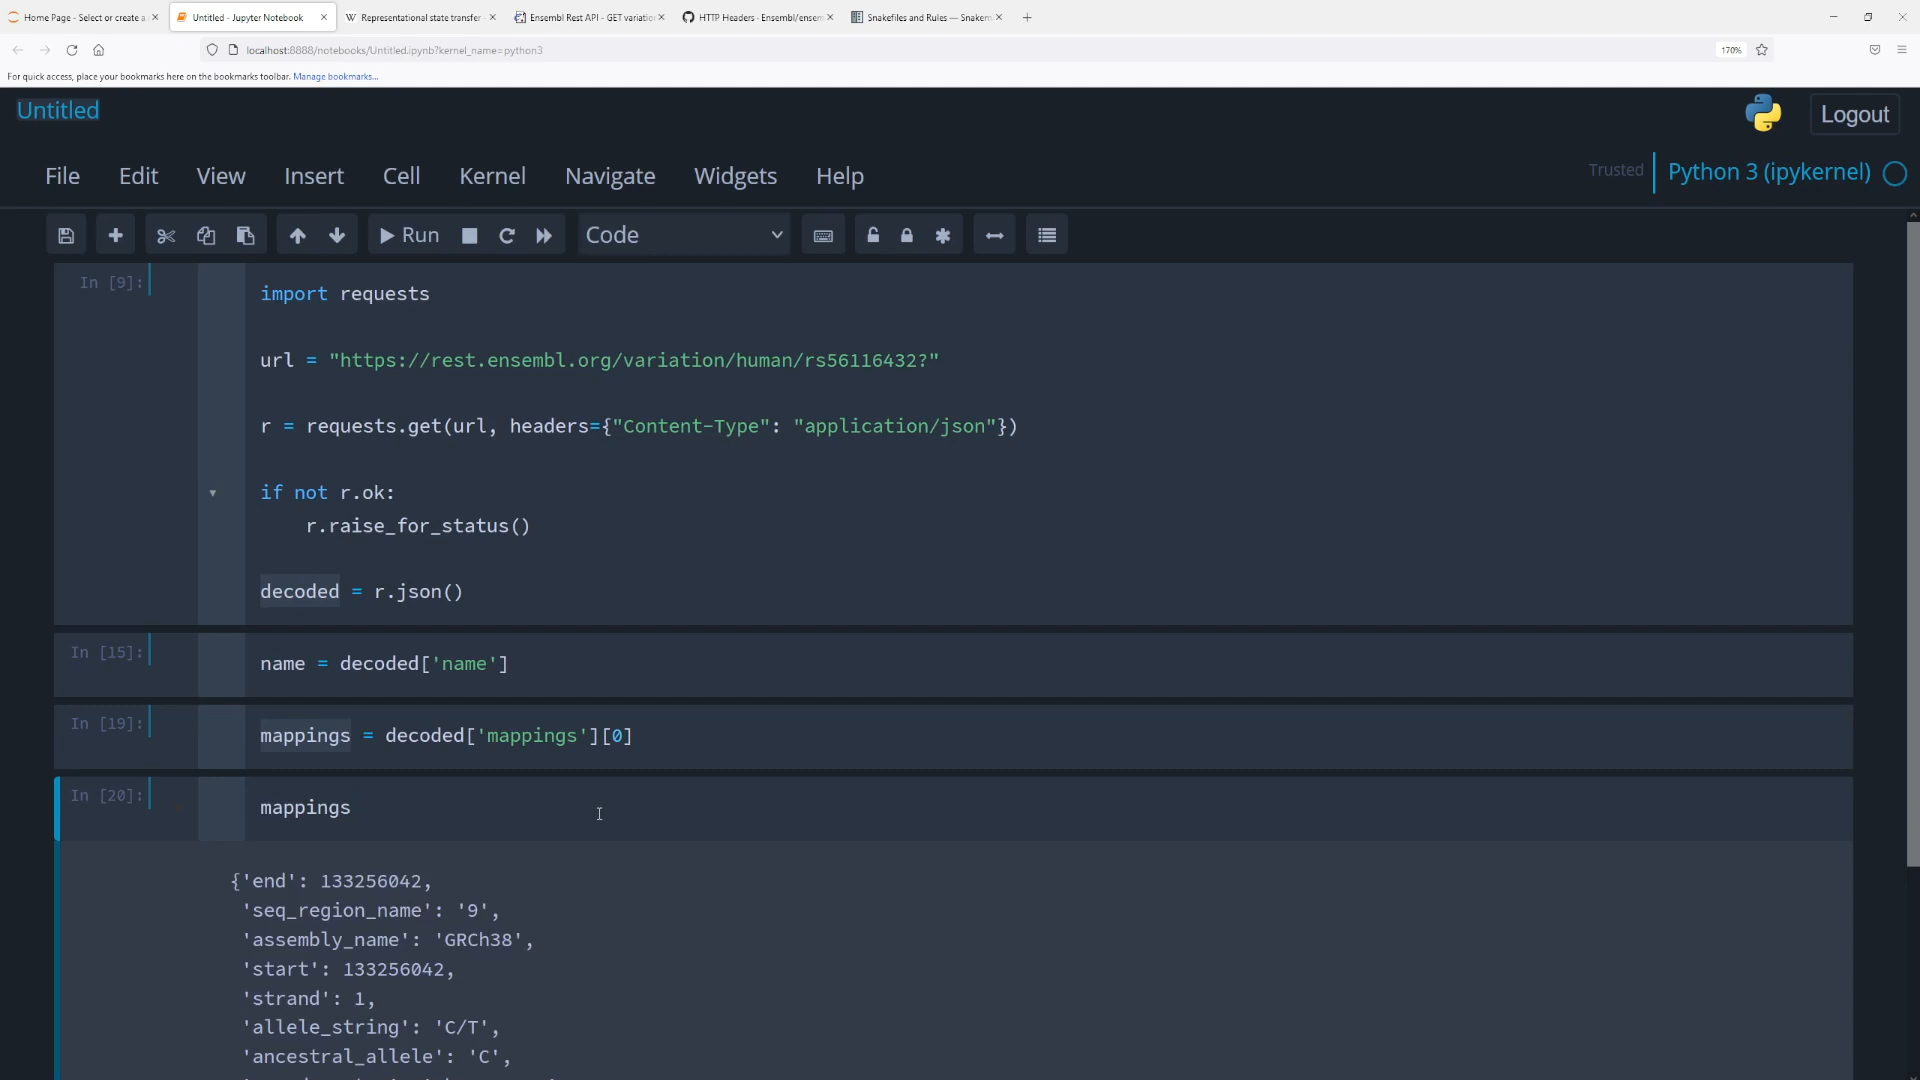 Home Page - Select or create a
Untitled - Jupyter Notebook
Representational state transfer -
Ensembl Rest API - GET variation
HTTP Headers · Ensembl/ensem
Snakefiles and Rules — Snakem
localhost:8888/notebooks/Untitled.ipynb?kernel_name=python3
170%
For quick access, place your bookmarks here on the bookmarks toolbar. Manage bookmarks...
Untitled
Logout
File Edit View Insert Cell Kernel Navigate Widgets Help
Trusted
Python 3 (ipykernel)
Run
Code
In [9]:
import requests
url = "https://rest.ensembl.org/variation/human/rs56116432?"
r = requests.get(url, headers={"Content-Type": "application/json"})
if not r.ok:
r.raise_for_status()
decoded = r.json()
In [15]:
name = decoded['name']
In [19]:
mappings = decoded['mappings'][0]
In [20]:
mappings
{'end': 133256042,
'seq_region_name': '9',
'assembly_name': 'GRCh38',
'start': 133256042,
'strand': 1,
'allele_string': 'C/T',
'ancestral_allele': 'C',